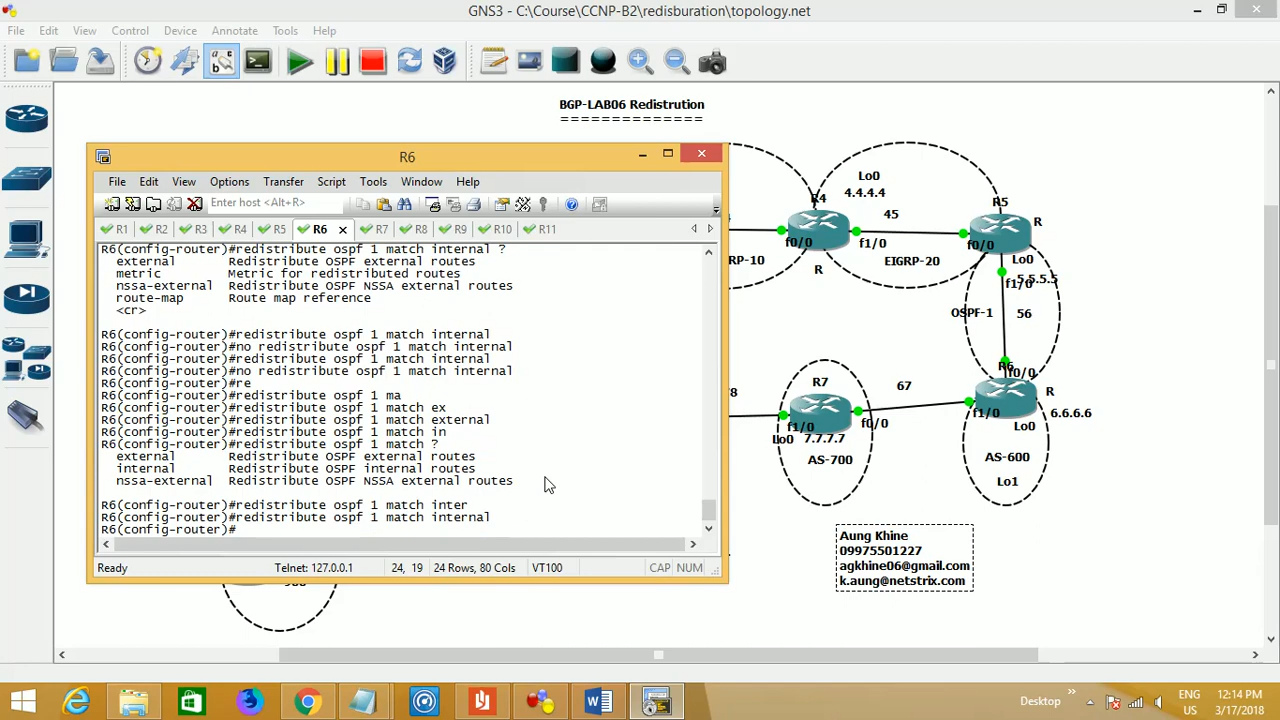 GNS3 - C:\Course\CCNP-B2\redisburation\topology.net
File Edit View Control Device Annotate Tools Help
BGP-LAB06 Redistrution
==============
R6
File Edit View Options Transfer Script Tools Window Help
Enter host <Alt+R>
R1 R2 R3 R4 R5 R6 R7 R8 R9 R10 R11
R6(config-router)#redistribute ospf 1 match internal ?
external Redistribute OSPF external routes
metric Metric for redistributed routes
nssa-external Redistribute OSPF NSSA external routes
route-map Route map reference
<cr>
R6(config-router)#redistribute ospf 1 match internal
R6(config-router)#no redistribute ospf 1 match internal
R6(config-router)#redistribute ospf 1 match internal
R6(config-router)#no redistribute ospf 1 match internal
R6(config-router)#re
R6(config-router)#redistribute ospf 1 ma
R6(config-router)#redistribute ospf 1 match ex
R6(config-router)#redistribute ospf 1 match external
R6(config-router)#redistribute ospf 1 match in
R6(config-router)#redistribute ospf 1 match ?
external Redistribute OSPF external routes
internal Redistribute OSPF internal routes
nssa-external Redistribute OSPF NSSA external routes
R6(config-router)#redistribute ospf 1 match inter
R6(config-router)#redistribute ospf 1 match internal
R6(config-router)#
Ready Telnet: 127.0.0.1 24, 19 24 Rows, 80 Cols VT100 CAP NUM
Lo0
4.4.4.4
R4
f0/0
f1/0
R
45
EIGRP-20
RP-10
R5
R
f0/0
Lo0
5.5.5.5
f1/0
OSPF-1
56
R6
f0/0
R
f1/0
6.6.6.6
Lo0
AS-600
Lo1
67
R7
f1/0
f0/0
Lo0
7.7.7.7
AS-700
Aung Khine
09975501227
agkhine06@gmail.com
k.aung@netstrix.com
Desktop
ENG
US
12:14 PM
3/17/2018